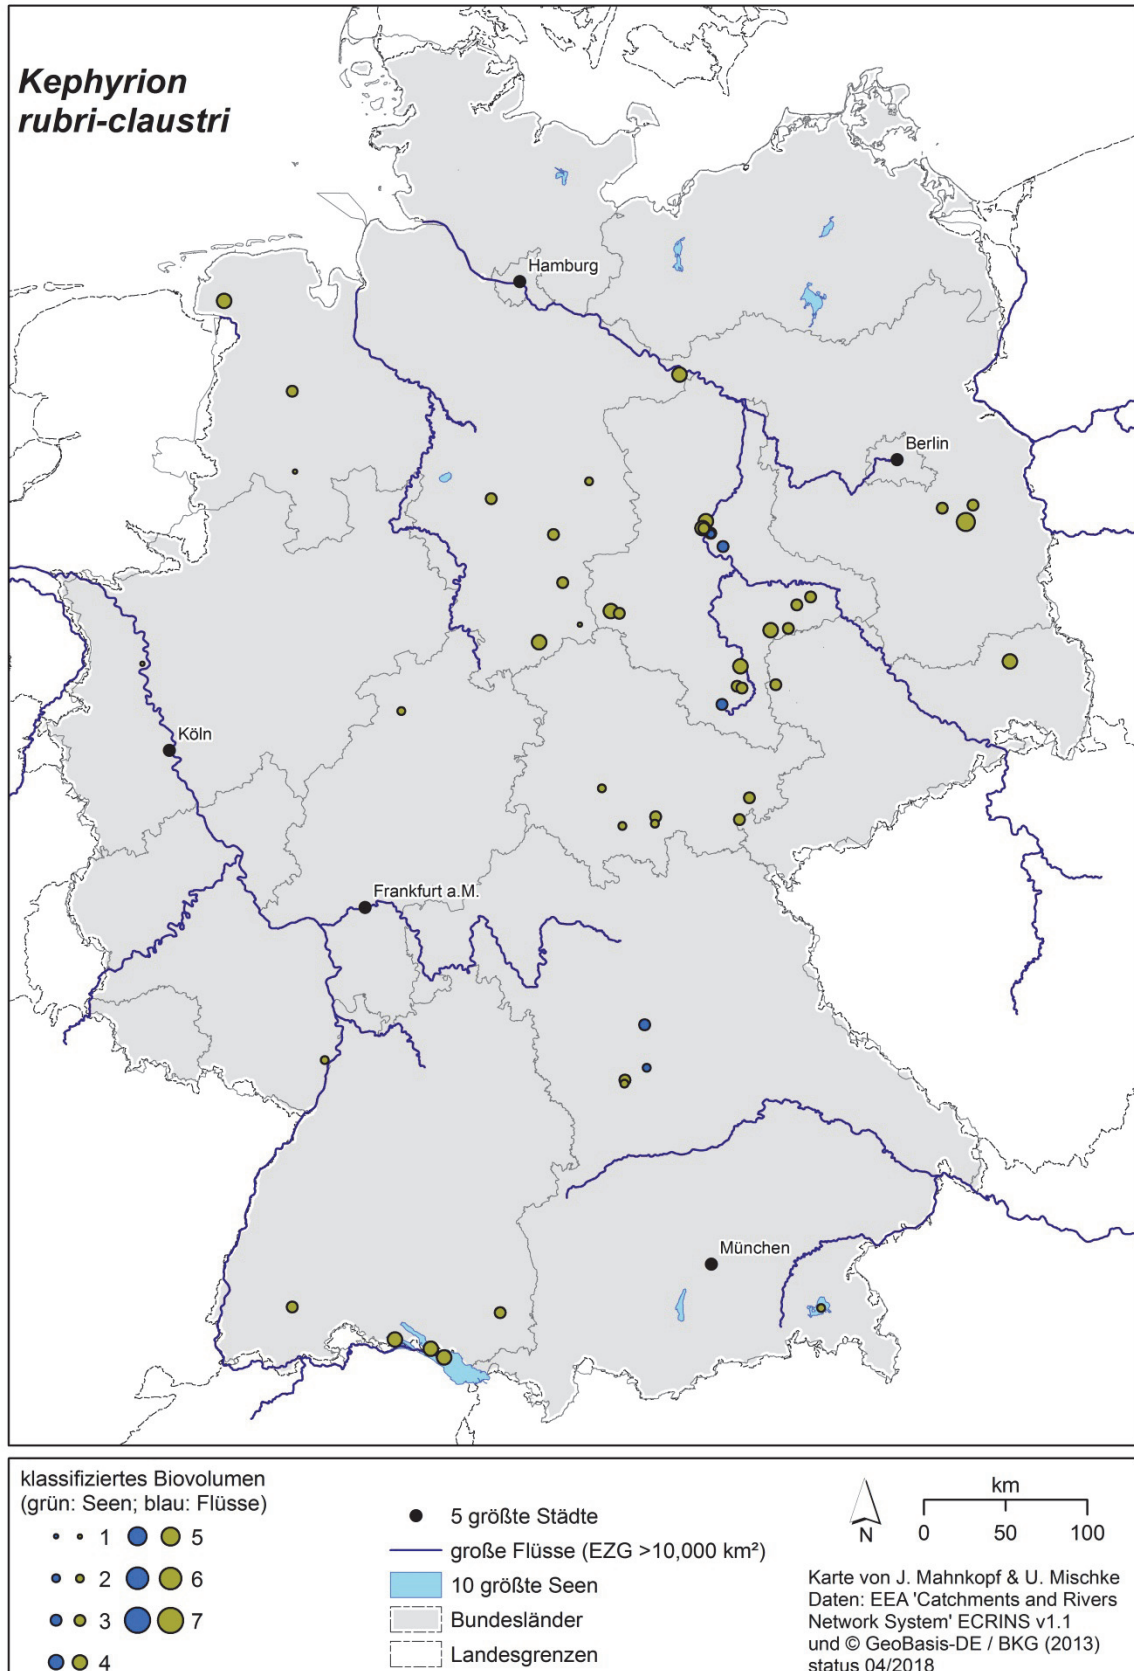 Kephyrion
rubri-claustri
Hamburg
Berlin
Köln
Frankfurt a.M.
München
klassifiziertes Biovolumen
(grün: Seen; blau: Flüsse)
1
2
3
4
5
6
7
5 größte Städte
große Flüsse (EZG >10,000 km²)
10 größte Seen
Bundesländer
Landesgrenzen
N
km
0 50 100
Karte von J. Mahnkopf & U. Mischke
Daten: EEA 'Catchments and Rivers
Network System' ECRINS v1.1
und © GeoBasis-DE / BKG (2013)
status 04/2018